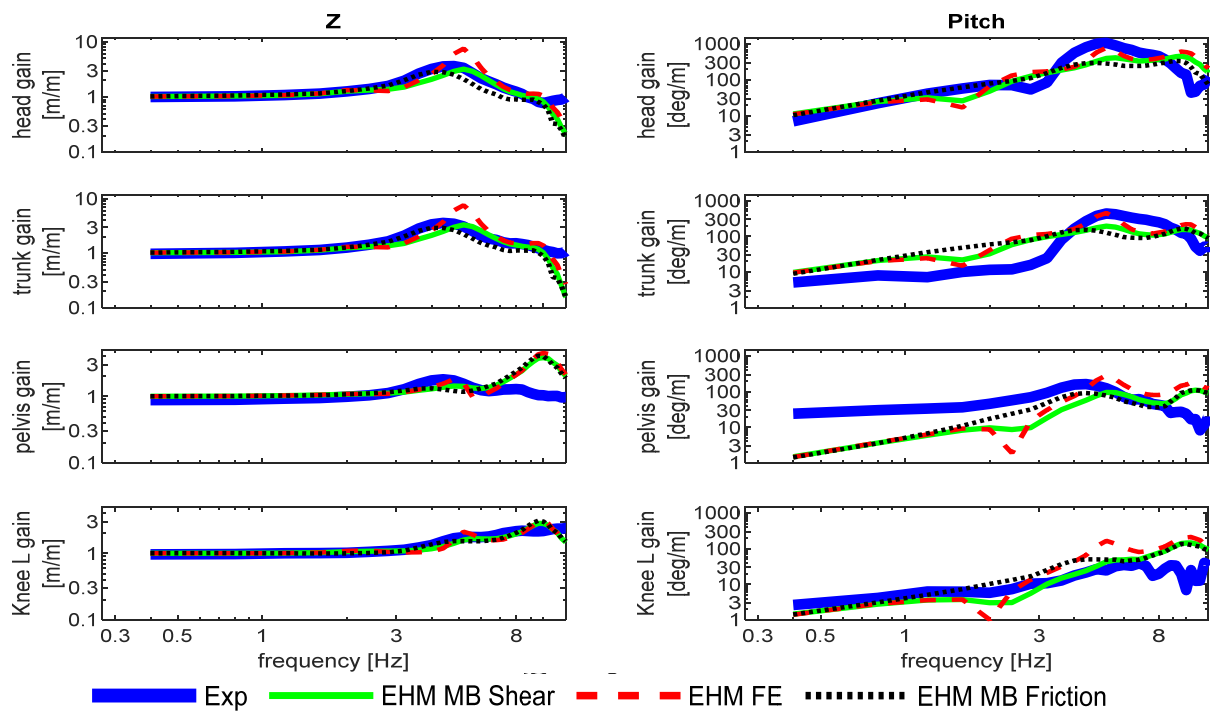 Z
head gain
[m/m]
10
3
1
0.3
0.1
trunk gain
[m/m]
10
3
1
0.3
0.1
pelvis gain
[m/m]
3
1
0.3
0.1
Knee L gain
[m/m]
3
1
0.3
0.1
0.3 0.5 1 3 8
frequency [Hz]
Pitch
head gain
[deg/m]
1000
300
100
30
10
3
1
trunk gain
[deg/m]
1000
300
100
30
10
3
1
pelvis gain
[deg/m]
1000
300
100
30
10
3
1
Knee L gain
[deg/m]
1000
300
100
30
10
3
1
0.3 0.5 1 3 8
frequency [Hz]
Exp EHM MB Shear EHM FE EHM MB Friction